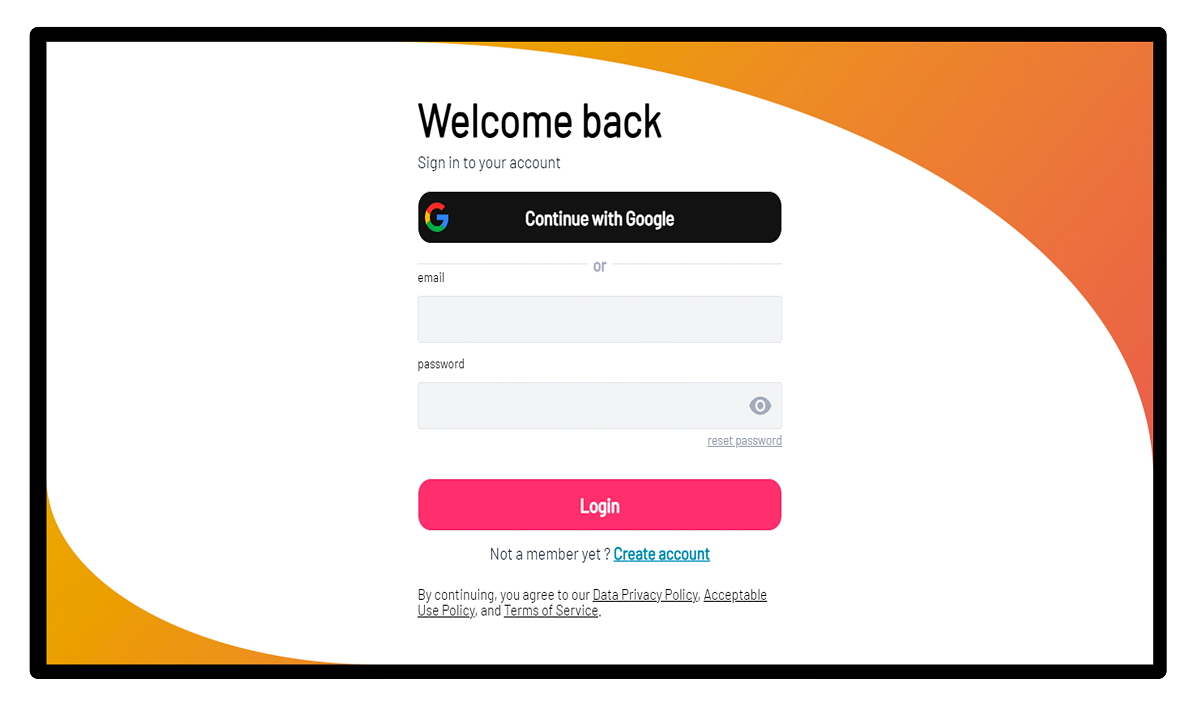 Welcome back
Sign in to your account
Continue with Google
or
email
password
reset password
Login
Not a member yet ? Create account
By continuing, you agree to our Data Privacy Policy, Acceptable
Use Policy, and Terms of Service.